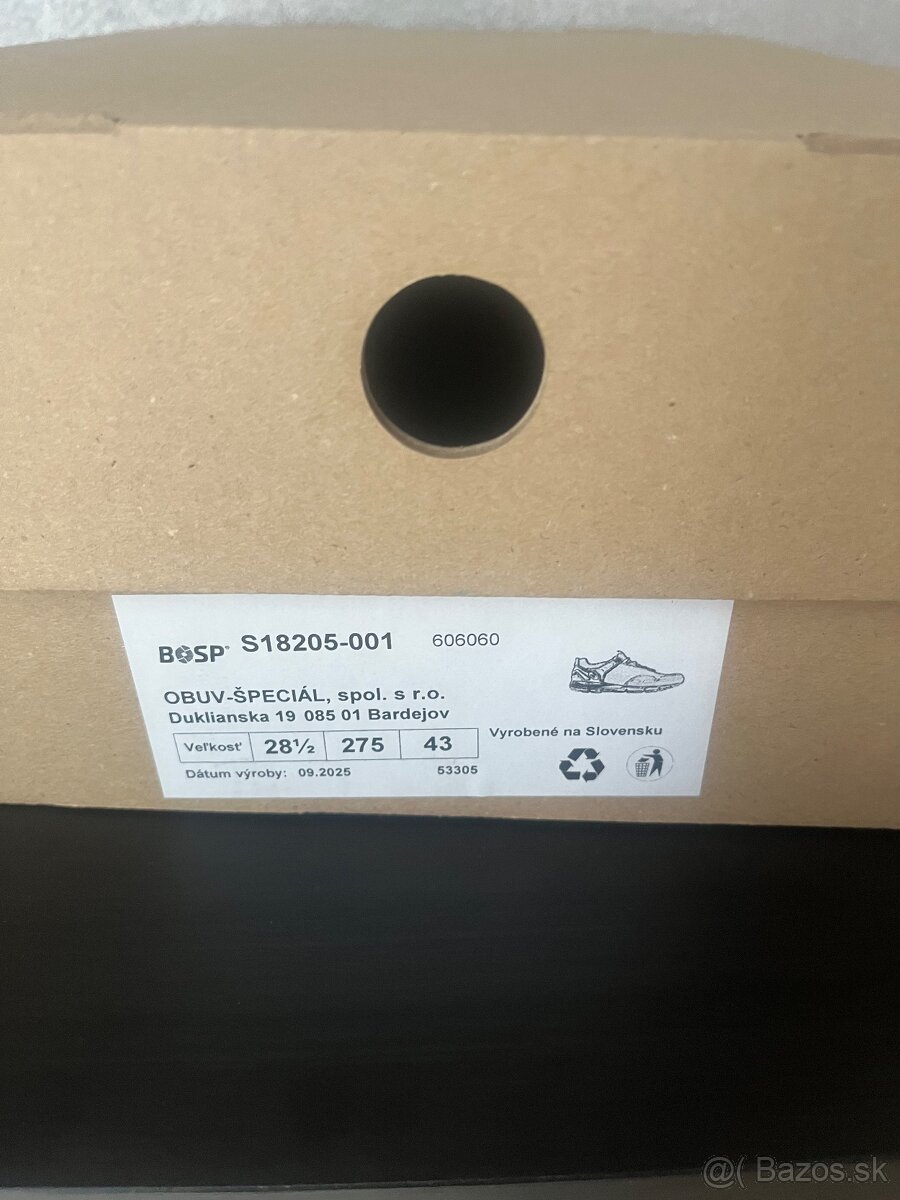 BOSP® S18205-001 606060
OBUV-ŠPECIÁL, spol. s r.o.
Duklianska 19 085 01 Bardejov
Veľkosť 28½ 275 43
Vyrobené na Slovensku
Dátum výroby: 09.2025 53305
@( Bazos.sk